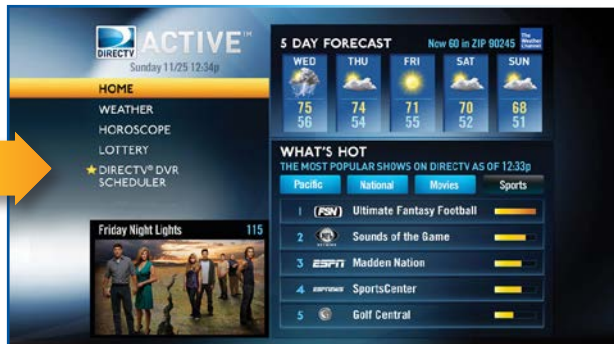 DIRECTV ACTIVE™
Sunday 11/25 12:34p
HOME
WEATHER
HOROSCOPE
LOTTERY
DIRECTV® DVR
SCHEDULER
Friday Night Lights 115
5 DAY FORECAST Now 60 in ZIP 90245 The Weather Channel
WED THU FRI SAT SUN
75 74 71 70 68
56 54 55 52 51
WHAT'S HOT
THE MOST POPULAR SHOWS ON DIRECTV AS OF 12:33p
Pacific National Movies Sports
1 FSN Ultimate Fantasy Football
2 Sounds of the Game
3 ESPN Madden Nation
4 ESPNEWS SportsCenter
5 Golf Central